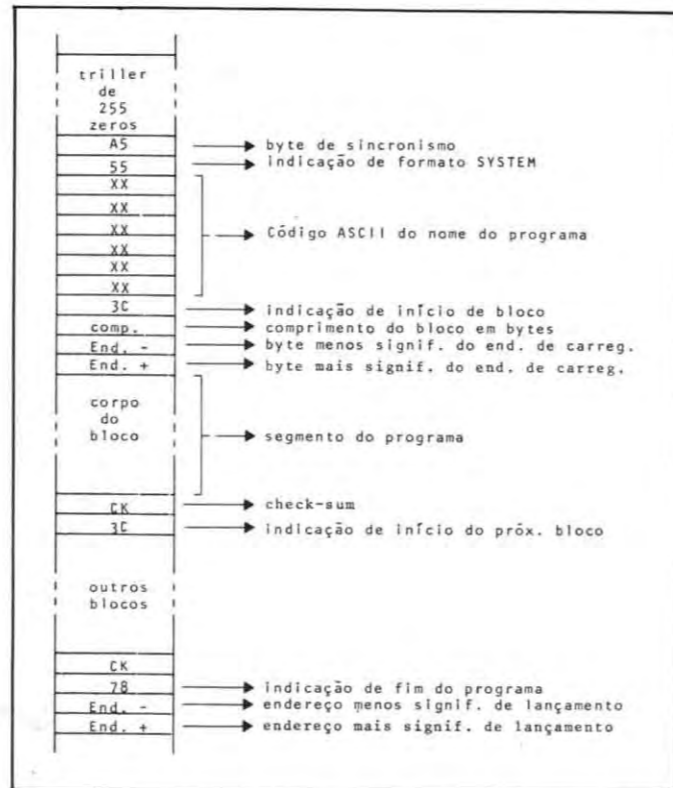 triller
de
255
zeros
A5 byte de sincronismo
55 indicação de formato SYSTEM
XX
XX
XX Código ASCII do nome do programa
XX
XX
XX
3C indicação de início de bloco
comp. comprimento do bloco em bytes
End. - byte menos signif. do end. de carreg.
End. + byte mais signif. do end. de carreg.
corpo
do
bloco segmento do programa
CK check-sum
3C indicação de início do próx. bloco
outros
blocos
CK
78 indicação de fim do programa
End. - endereço menos signif. de lançamento
End. + endereço mais signif. de lançamento